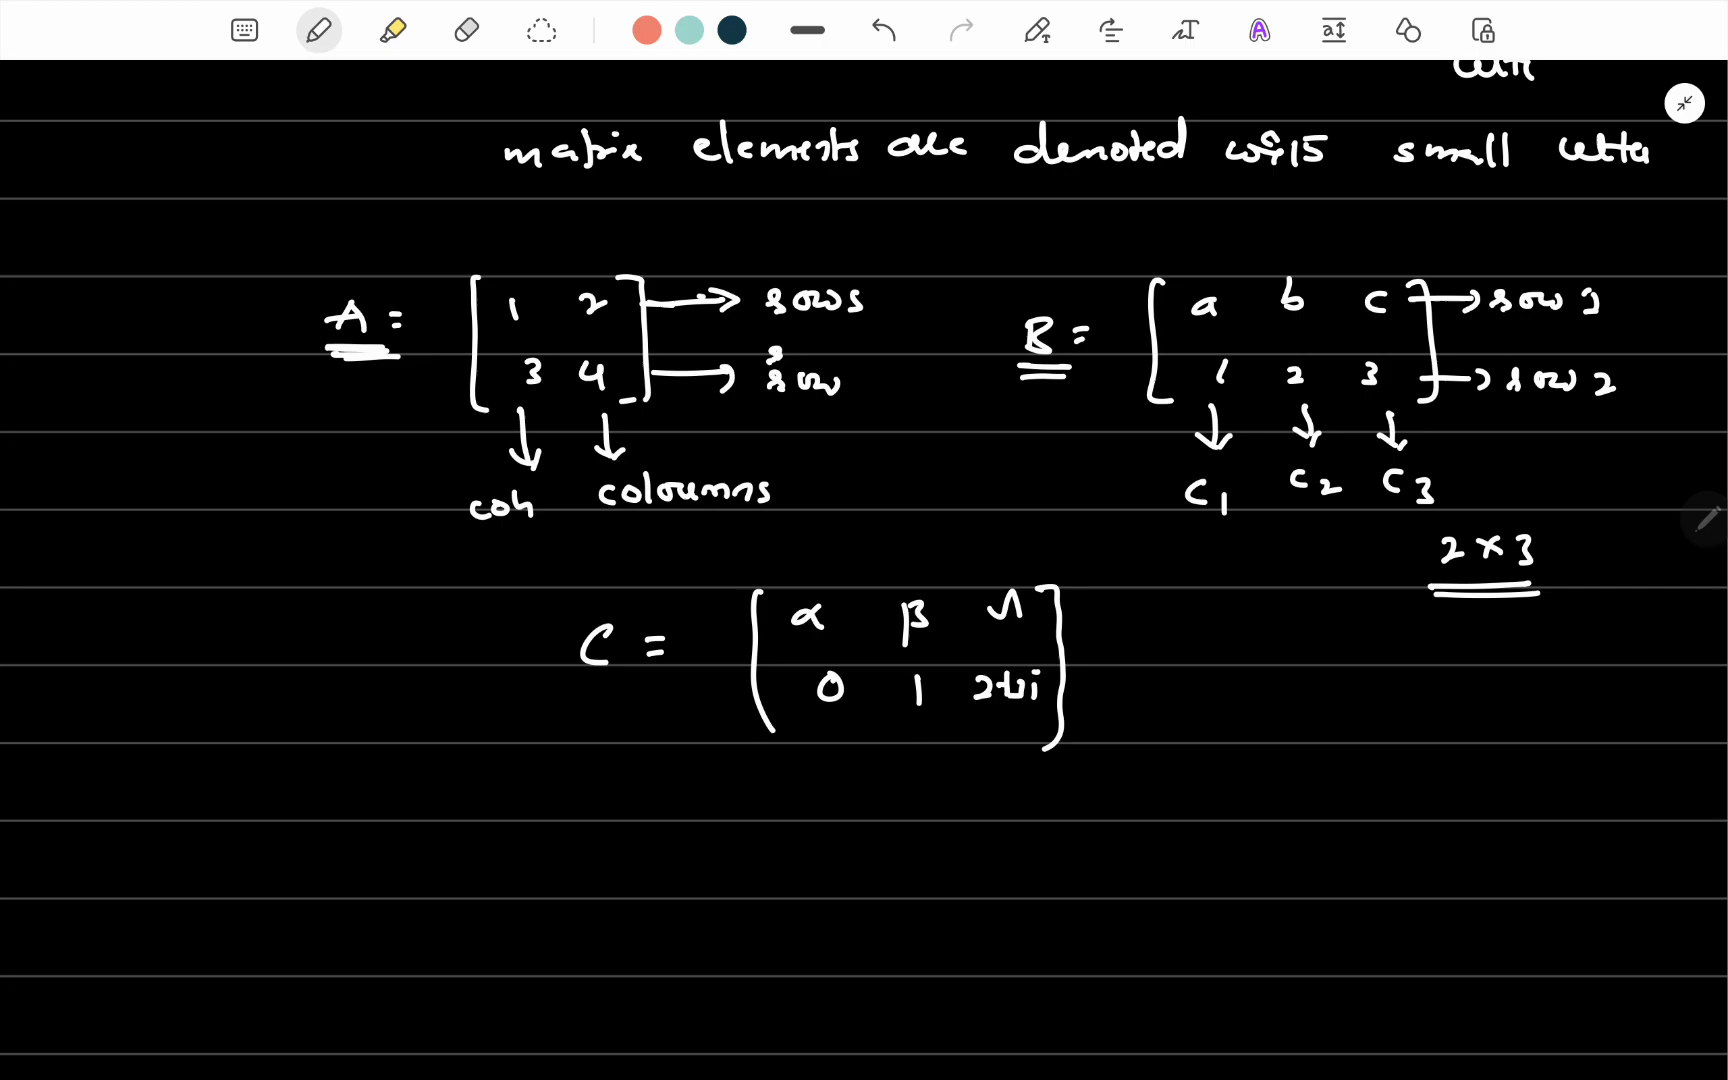 matrix elements are denoted with small letter
A = [ 1 2 → rows
3 4 ] → row
columns
B = [ a b c → row 1
1 2 3 ] → row 2
C1 C2 C3
2 × 3
C = [ α β
0 1 2+i ]